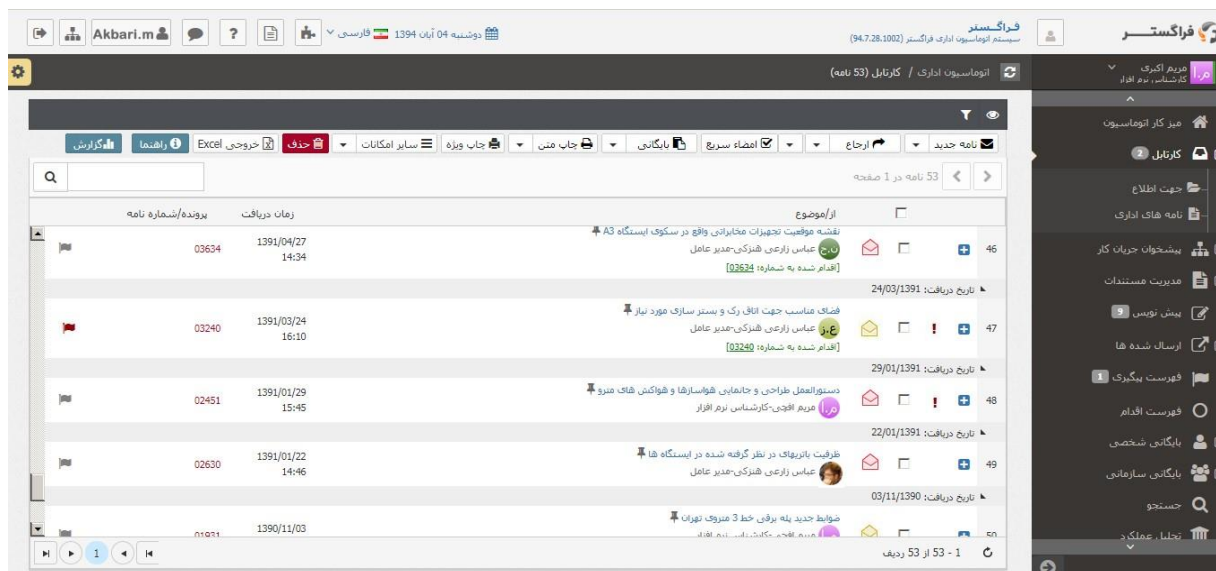 فراگستر
فراگستر
سیستم اتوماسیون اداری فراگستر (94.7.28.1002)
دوشنبه 04 آبان 1394
فارسی
?
Akbari.m
مریم اکبری
کارشناس نرم افزار
م.ا
اتوماسیون اداری / کارتابل (53 نامه)
میز کار اتوماسیون
کارتابل 2
جهت اطلاع
نامه های اداری
پیشخوان جریان کار
مدیریت مستندات
پیش نویس 9
ارسال شده ها
فهرست پیگیری 1
فهرست اقدام
بایگانی شخصی
بایگانی سازمانی
جستجو
تحلیل عملکرد
نامه جدید
ارجاع
امضاء سریع
بایگانی
چاپ متن
چاپ ویژه
سایر امکانات
حذف
خروجی Excel
راهنما
گزارش
53 نامه در 1 صفحه
از/موضوع
زمان دریافت
پرونده/شماره نامه
46
نقشه موقعیت تجهیزات مخابراتی واقع در سکوی ایستگاه A3
ن.ح
عباس زارعی هنزکی-مدیر عامل
[اقدام شده به شماره: 03634]
1391/04/27
14:34
03634
تاریخ دریافت: 24/03/1391
47
!
فضای مناسب جهت اتاق رک و بستر سازی مورد نیاز
ع.ز
عباس زارعی هنزکی-مدیر عامل
[اقدام شده به شماره: 03240]
1391/03/24
16:10
03240
تاریخ دریافت: 29/01/1391
48
!
دستورالعمل طراحی و جانمایی هواسازها و هواکش های مترو
م.ا
مریم افچی-کارشناس نرم افزار
1391/01/29
15:45
02451
تاریخ دریافت: 22/01/1391
49
ظرفیت باتریهای در نظر گرفته شده در ایستگاه ها
عباس زارعی هنزکی-مدیر عامل
1391/01/22
14:46
02630
تاریخ دریافت: 03/11/1390
50
ضوابط جدید پله برقی خط 3 متروی تهران
مریم افچی-کارشناس نرم افزار
1390/11/03
01931
1 - 53 از 53 ردیف
1